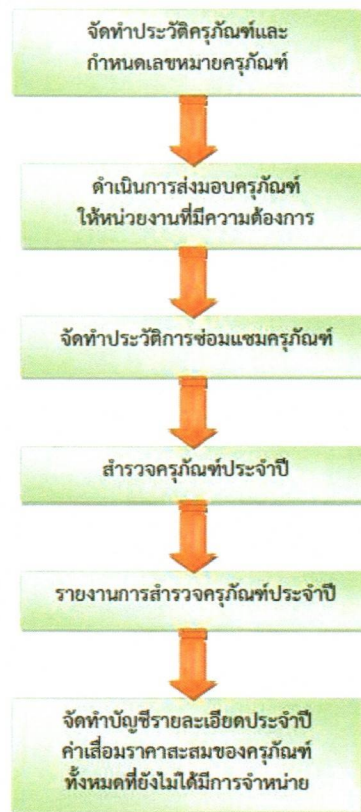 จัดทำประวัติครุภัณฑ์และ
กำหนดเลขหมายครุภัณฑ์
ดำเนินการส่งมอบครุภัณฑ์
ให้หน่วยงานที่มีความต้องการ
จัดทำประวัติการซ่อมแซมครุภัณฑ์
สำรวจครุภัณฑ์ประจำปี
รายงานการสำรวจครุภัณฑ์ประจำปี
จัดทำบัญชีรายละเอียดประจำปี
ค่าเสื่อมราคาสะสมของครุภัณฑ์
ทั้งหมดที่ยังไม่ได้มีการจำหน่าย